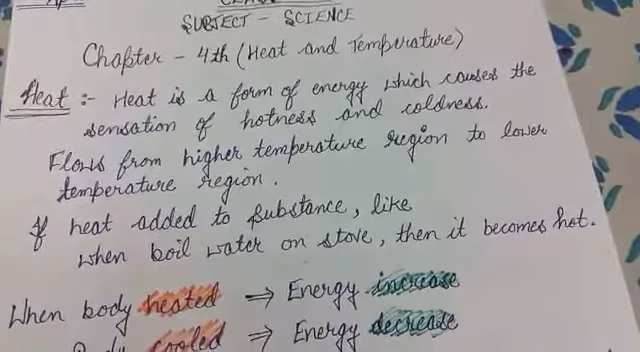 SUBJECT - SCIENCE
Chapter - 4th (Heat and Temperature)
Heat :- Heat is a form of energy which causes the
sensation of hotness and coldness.
Flows from higher temperature region to lower
temperature region.
If heat added to substance, like
when boil water on stove, then it becomes hot.
When body heated ⇒ Energy increase
Body cooled ⇒ Energy decrease